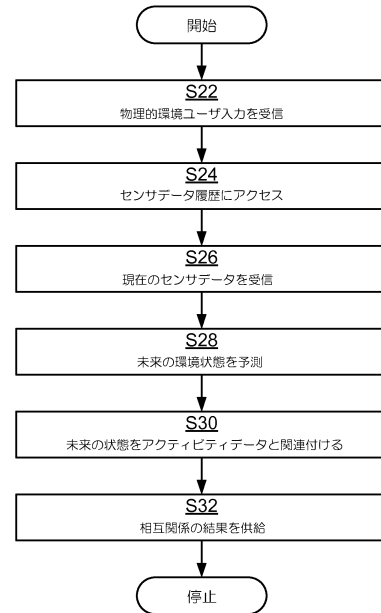 開始
S22
物理的環境ユーザ入力を受信
S24
センサデータ履歴にアクセス
S26
現在のセンサデータを受信
S28
未来の環境状態を予測
S30
未来の状態をアクティビティデータと関連付ける
S32
相互関係の結果を供給
停止